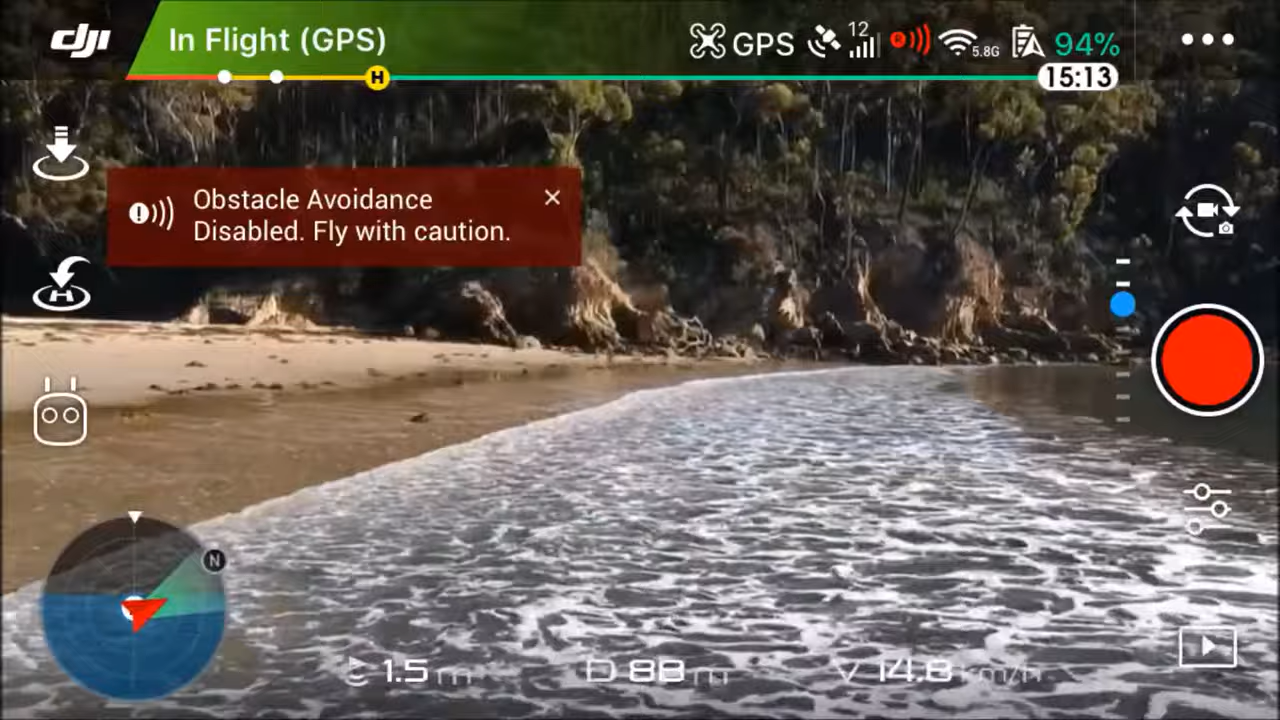 dji
In Flight (GPS)
GPS
12
R
5.8G
94%
H
15:13
Obstacle Avoidance
Disabled. Fly with caution.
H
N
1.5 m
D 88 m
V 14.8 km/h